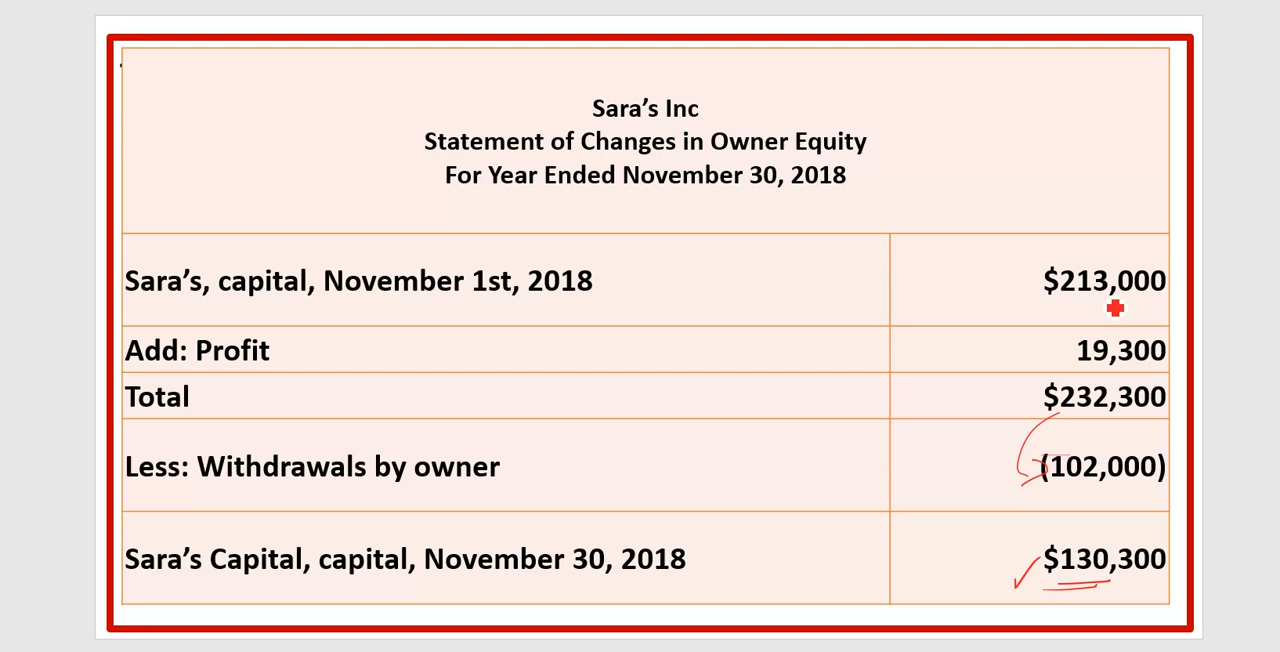 Sara’s Inc
Statement of Changes in Owner Equity
For Year Ended November 30, 2018
Sara’s, capital, November 1st, 2018 $213,000
Add: Profit 19,300
Total $232,300
Less: Withdrawals by owner (102,000)
Sara’s Capital, capital, November 30, 2018 $130,300